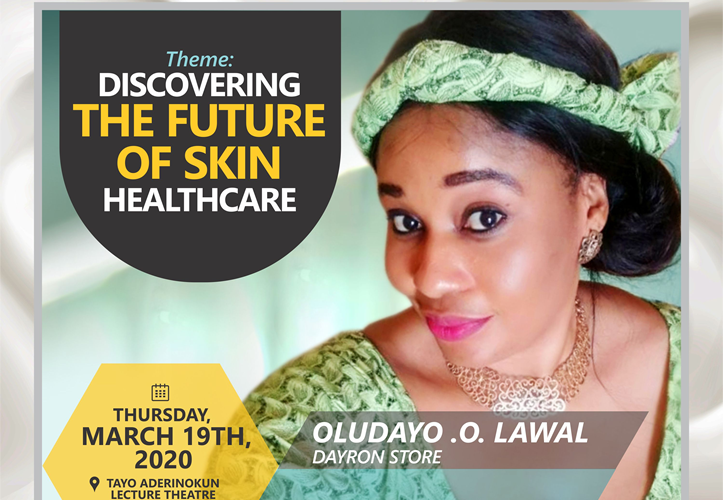 Theme:
DISCOVERING
THE FUTURE
OF SKIN
HEALTHCARE
THURSDAY,
MARCH 19TH,
2020
TAYO ADERINOKUN
LECTURE THEATRE
OLUDAYO .O. LAWAL
DAYRON STORE